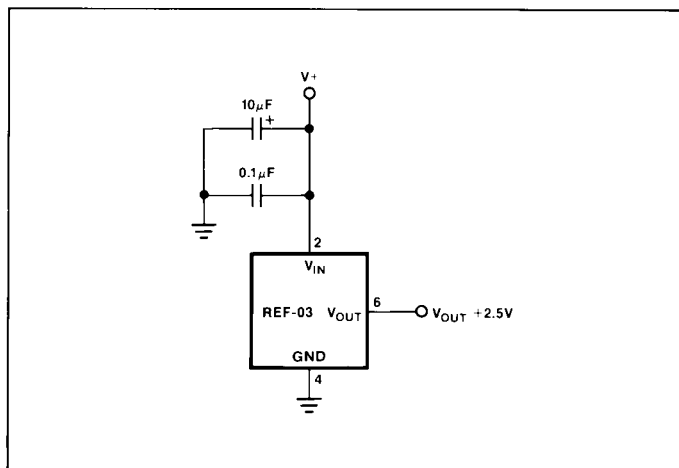 V+
10µF
+
0.1µF
2
VIN
REF-03 VOUT
6
VOUT +2.5V
GND
4